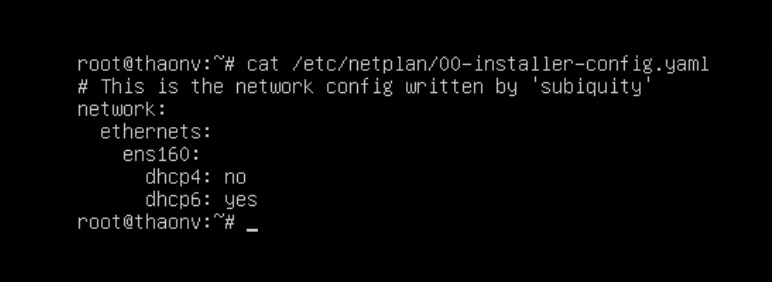 root@thaonv:~# cat /etc/netplan/00-installer-config.yaml
# This is the network config written by 'subiquity'
network:
  ethernets:
    ens160:
      dhcp4: no
      dhcp6: yes
root@thaonv:~# _